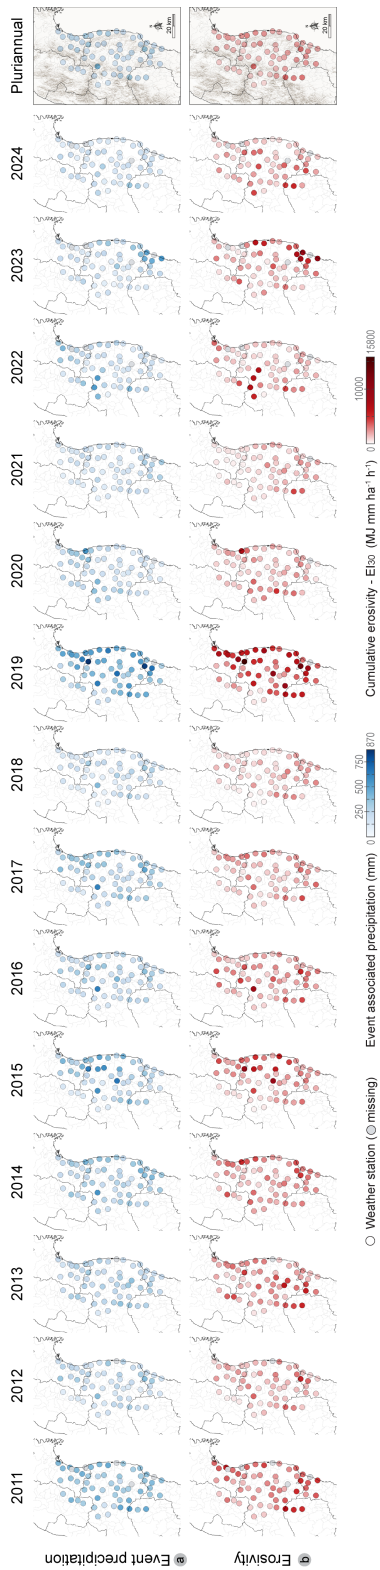 2011 2012 2013 2014 2015 2016 2017 2018 2019 2020 2021 2022 2023 2024 Pluriannual
a Event precipitation
20 km
b Erosivity
20 km
Weather station ( missing) Event associated precipitation (mm) 0 250 500 750 870 Cumulative erosivity - EI30 (MJ mm ha⁻¹ h⁻¹) 0 10000 15800